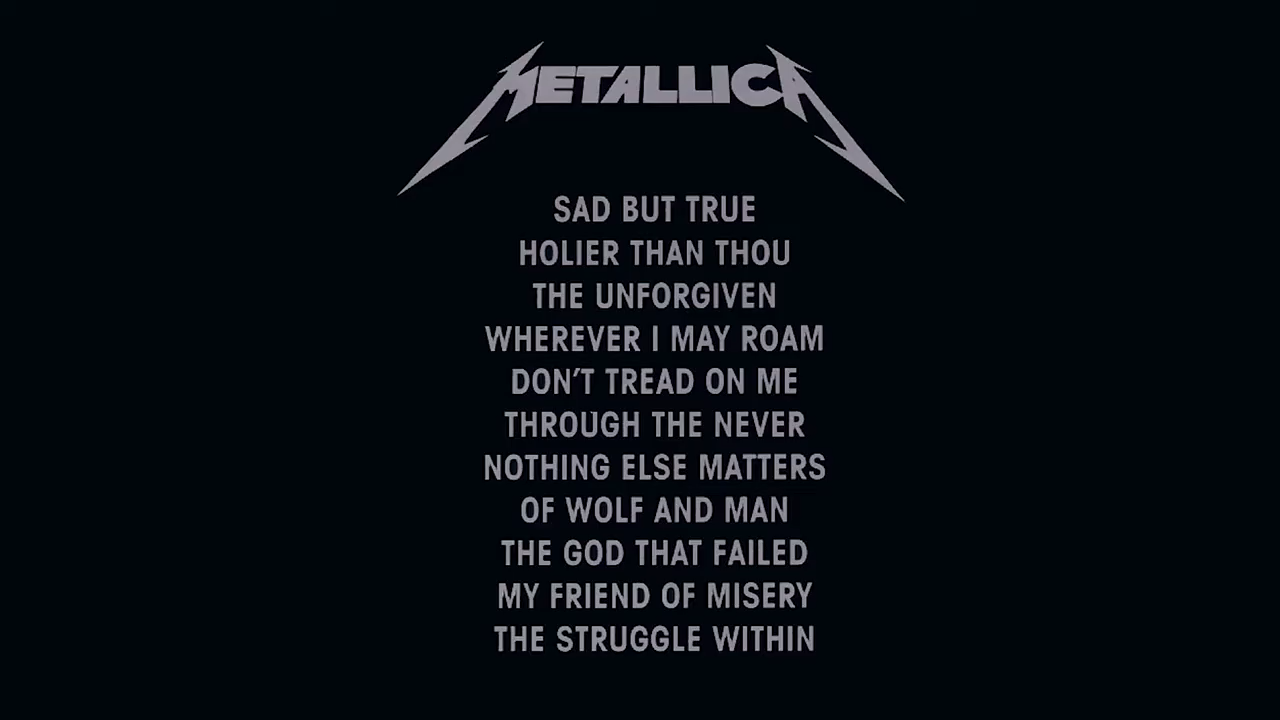 METALLICA
SAD BUT TRUE
HOLIER THAN THOU
THE UNFORGIVEN
WHEREVER I MAY ROAM
DON'T TREAD ON ME
THROUGH THE NEVER
NOTHING ELSE MATTERS
OF WOLF AND MAN
THE GOD THAT FAILED
MY FRIEND OF MISERY
THE STRUGGLE WITHIN